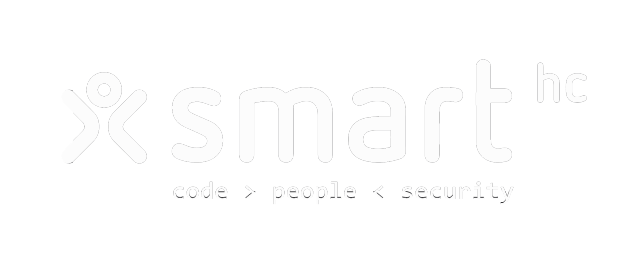 smart hc
code > people < security